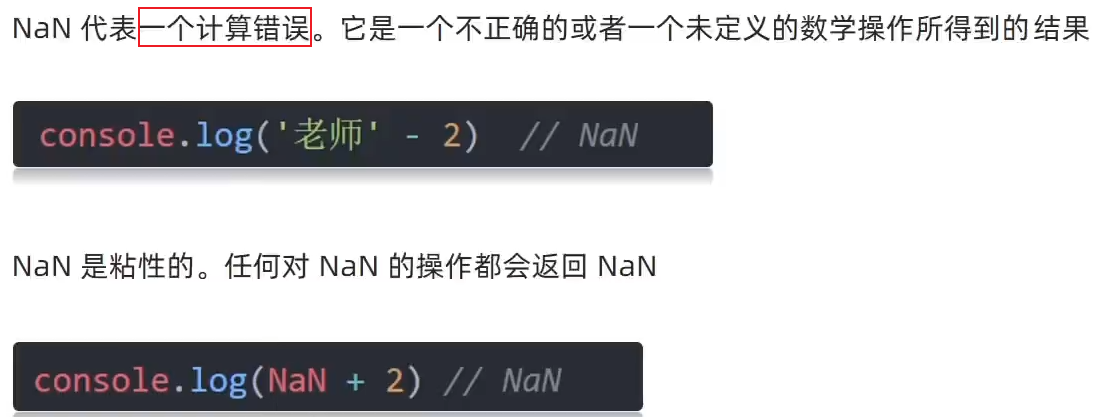 NaN 代表一个计算错误。它是一个不正确的或者一个未定义的数学操作所得到的结果
console.log('老师' - 2)  // NaN
NaN 是粘性的。任何对 NaN 的操作都会返回 NaN
console.log(NaN + 2) // NaN